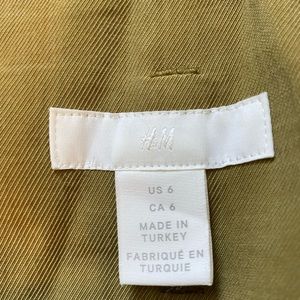 H&M
US 6
CA 6
MADE IN
TURKEY
FABRIQUÉ EN
TURQUIE